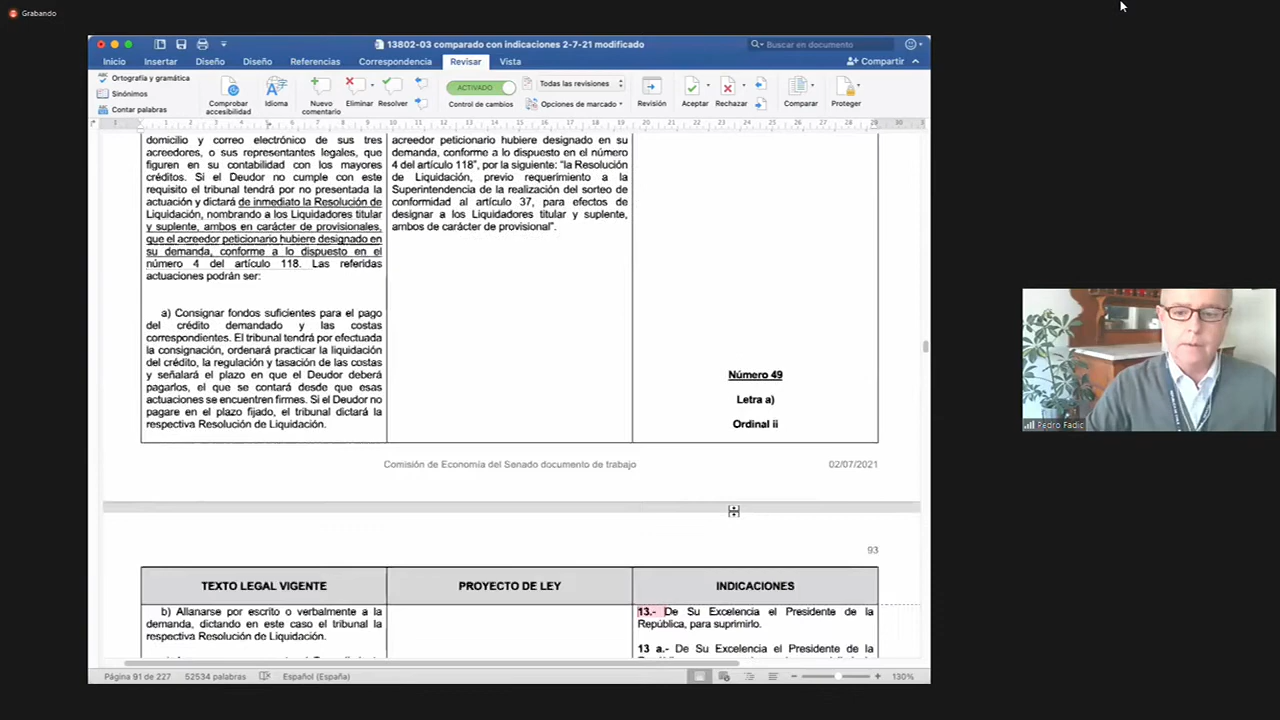 Grabando
13802-03 comparado con indicaciones 2-7-21 modificado
Buscar en documento
Inicio Insertar Diseño Diseño Referencias Correspondencia Revisar Vista Compartir
Ortografía y gramática
Sinónimos
Contar palabras
Comprobar accesibilidad
Idioma
Nuevo comentario
Eliminar
Resolver
ACTIVADO
Control de cambios
Todas las revisiones
Opciones de marcado
Revisión
Aceptar
Rechazar
Comparar
Proteger
domicilio y correo electrónico de sus tres
acreedores, o sus representantes legales, que
figuren en su contabilidad con los mayores
créditos. Si el Deudor no cumple con este
requisito el tribunal tendrá por no presentada la
actuación y dictará de inmediato la Resolución de
Liquidación, nombrando a los Liquidadores titular
y suplente, ambos en carácter de provisionales,
que el acreedor peticionario hubiere designado en
su demanda, conforme a lo dispuesto en el
número 4 del artículo 118. Las referidas
actuaciones podrán ser:
a) Consignar fondos suficientes para el pago
del crédito demandado y las costas
correspondientes. El tribunal tendrá por efectuada
la consignación, ordenará practicar la liquidación
del crédito, la regulación y tasación de las costas
y señalará el plazo en que el Deudor deberá
pagarlos, el que se contará desde que esas
actuaciones se encuentren firmes. Si el Deudor no
pagare en el plazo fijado, el tribunal dictará la
respectiva Resolución de Liquidación.
acreedor peticionario hubiere designado en su
demanda, conforme a lo dispuesto en el número
4 del artículo 118”, por la siguiente: “la Resolución
de Liquidación, previo requerimiento a la
Superintendencia de la realización del sorteo de
conformidad al artículo 37, para efectos de
designar a los Liquidadores titular y suplente,
ambos de carácter de provisional”.
Número 49
Letra a)
Ordinal ii
Comisión de Economía del Senado documento de trabajo 02/07/2021
93
TEXTO LEGAL VIGENTE PROYECTO DE LEY INDICACIONES
b) Allanarse por escrito o verbalmente a la
demanda, dictando en este caso el tribunal la
respectiva Resolución de Liquidación.
13.- De Su Excelencia el Presidente de la
República, para suprimirlo.
13 a.- De Su Excelencia el Presidente de la
Página 91 de 227 52534 palabras Español (España) 130%
Pedro Fadic